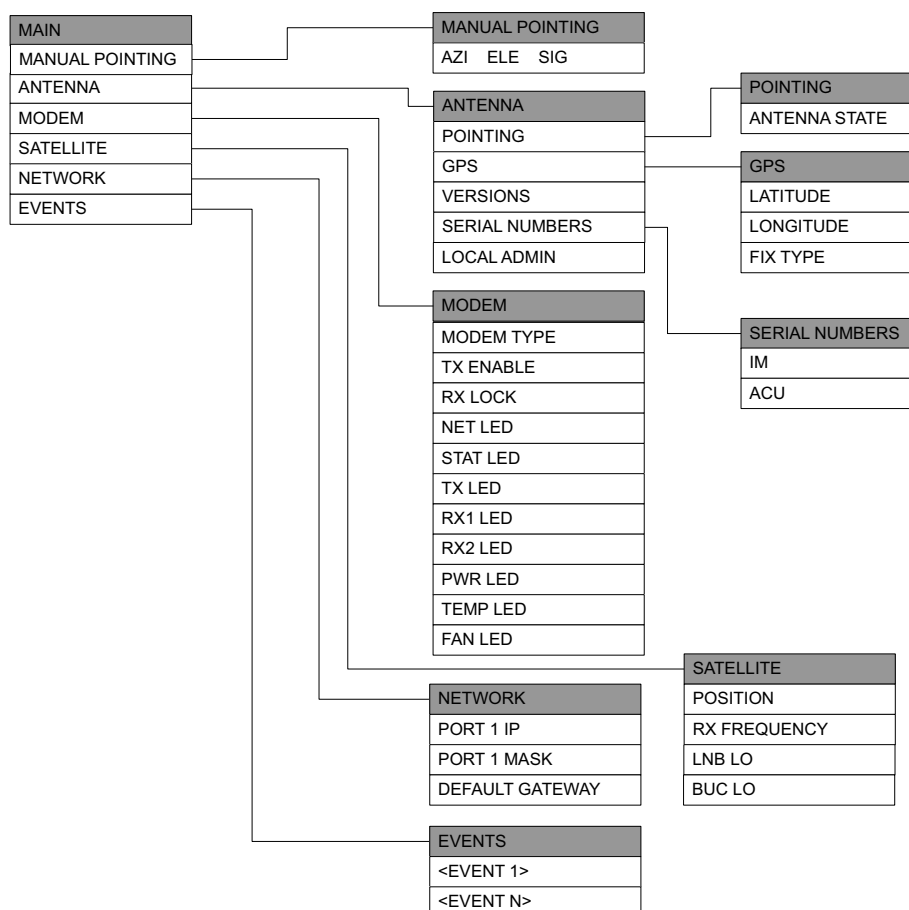 MAIN
MANUAL POINTING
ANTENNA
MODEM
SATELLITE
NETWORK
EVENTS
MANUAL POINTING
AZI ELE SIG
ANTENNA
POINTING
GPS
VERSIONS
SERIAL NUMBERS
LOCAL ADMIN
POINTING
ANTENNA STATE
GPS
LATITUDE
LONGITUDE
FIX TYPE
SERIAL NUMBERS
IM
ACU
MODEM
MODEM TYPE
TX ENABLE
RX LOCK
NET LED
STAT LED
TX LED
RX1 LED
RX2 LED
PWR LED
TEMP LED
FAN LED
SATELLITE
POSITION
RX FREQUENCY
LNB LO
BUC LO
NETWORK
PORT 1 IP
PORT 1 MASK
DEFAULT GATEWAY
EVENTS
<EVENT 1>
<EVENT N>